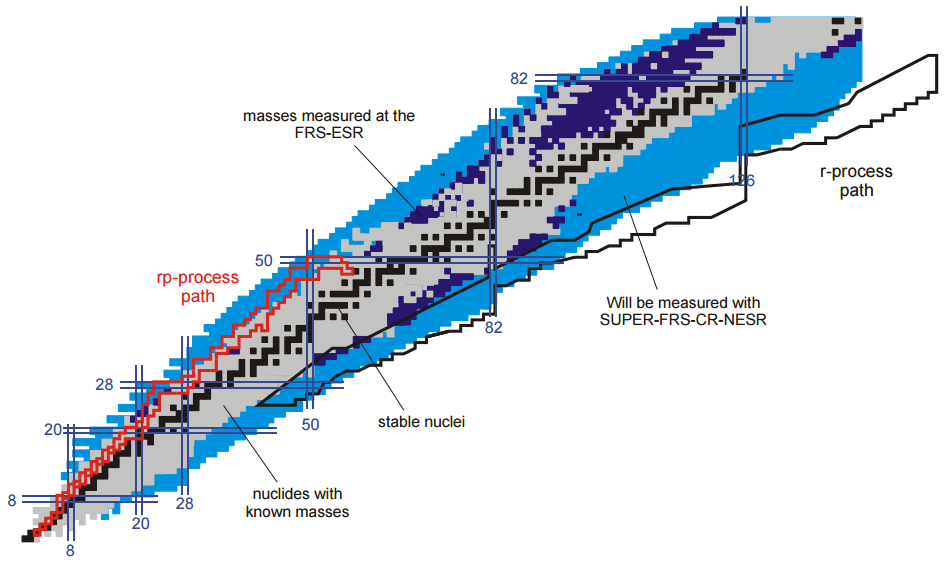 82
masses measured at the
FRS-ESR
r-process
path
126
50
rp-process
path
Will be measured with
SUPER-FRS-CR-NESR
82
28
stable nuclei
50
20
nuclides with
known masses
8
28
20
8